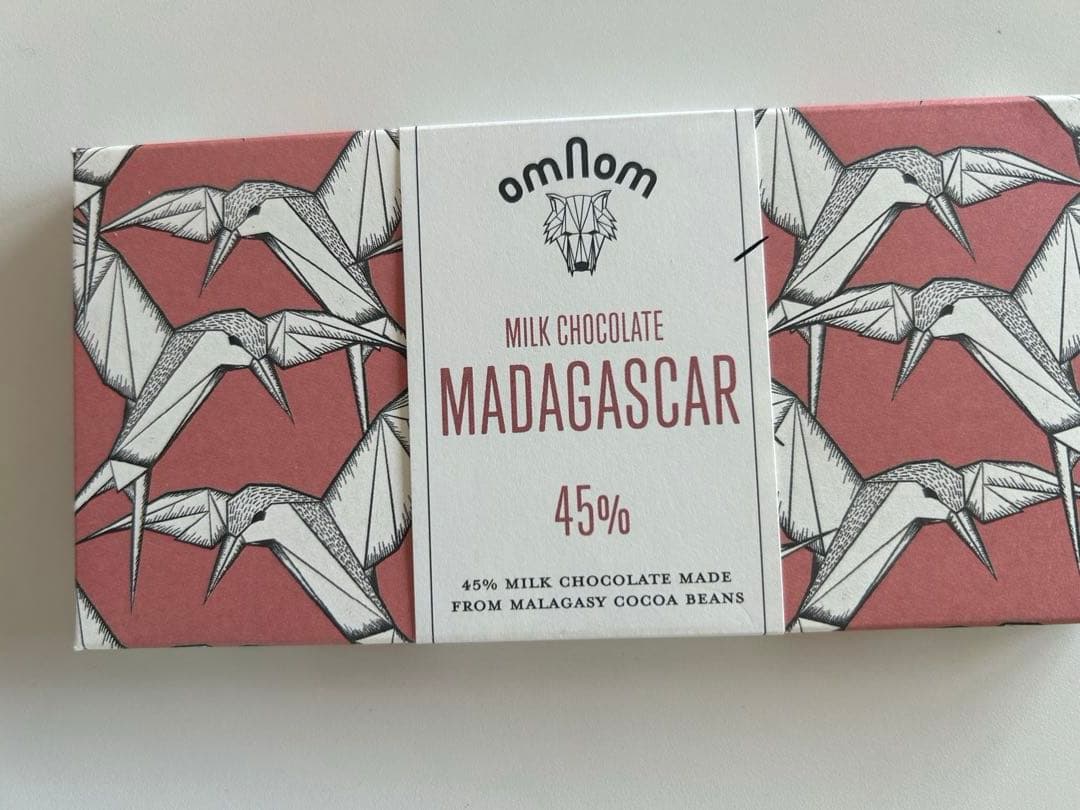 omnom
MILK CHOCOLATE
MADAGASCAR
45%
45% MILK CHOCOLATE MADE
FROM MALAGASY COCOA BEANS